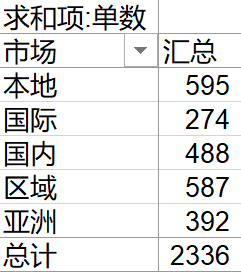 求和项:单数
市场 汇总
本地 595
国际 274
国内 488
区域 587
亚洲 392
总计 2336